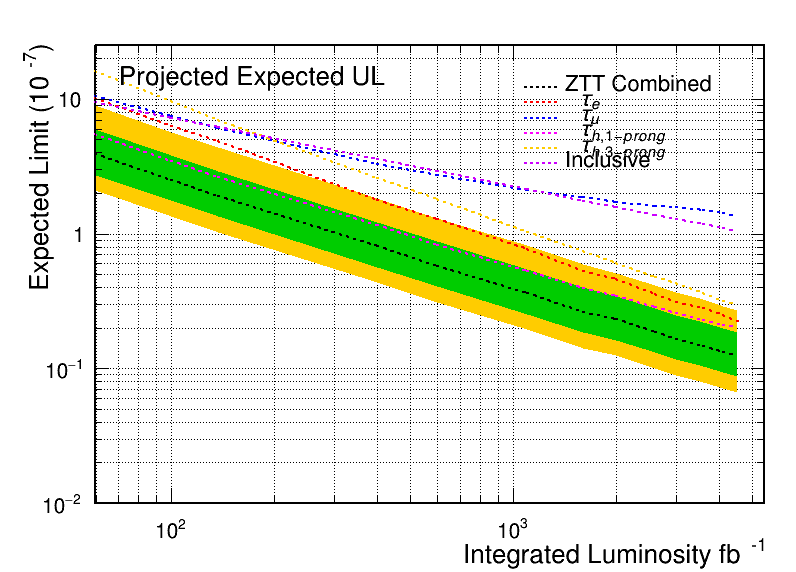 Projected Expected UL
ZTT Combined
τe
τμ
τh,1−prong
τh,3−prong
Inclusive
Expected Limit (10 -7)
10
1
10−1
10−2
102
103
Integrated Luminosity fb -1